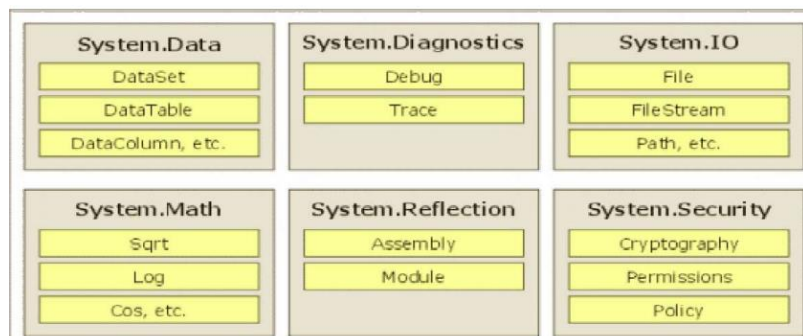 System.Data
DataSet
DataTable
DataColumn, etc.
System.Diagnostics
Debug
Trace
System.IO
File
FileStream
Path, etc.
System.Math
Sqrt
Log
Cos, etc.
System.Reflection
Assembly
Module
System.Security
Cryptography
Permissions
Policy